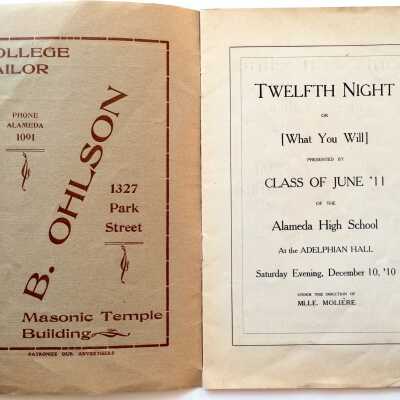 COLLEGE
TAILOR
PHONE
ALAMEDA
1091
B. OHLSON
1327
Park
Street
Masonic Temple
Building
PATRONIZE OUR ADVERTISERS
TWELFTH NIGHT
OR
[What You Will]
PRESENTED BY
CLASS OF JUNE '11
OF THE
Alameda High School
At the ADELPHIAN HALL
Saturday Evening, December 10, '10
UNDER THE DIRECTION OF
MLLE. MOLIÈRE